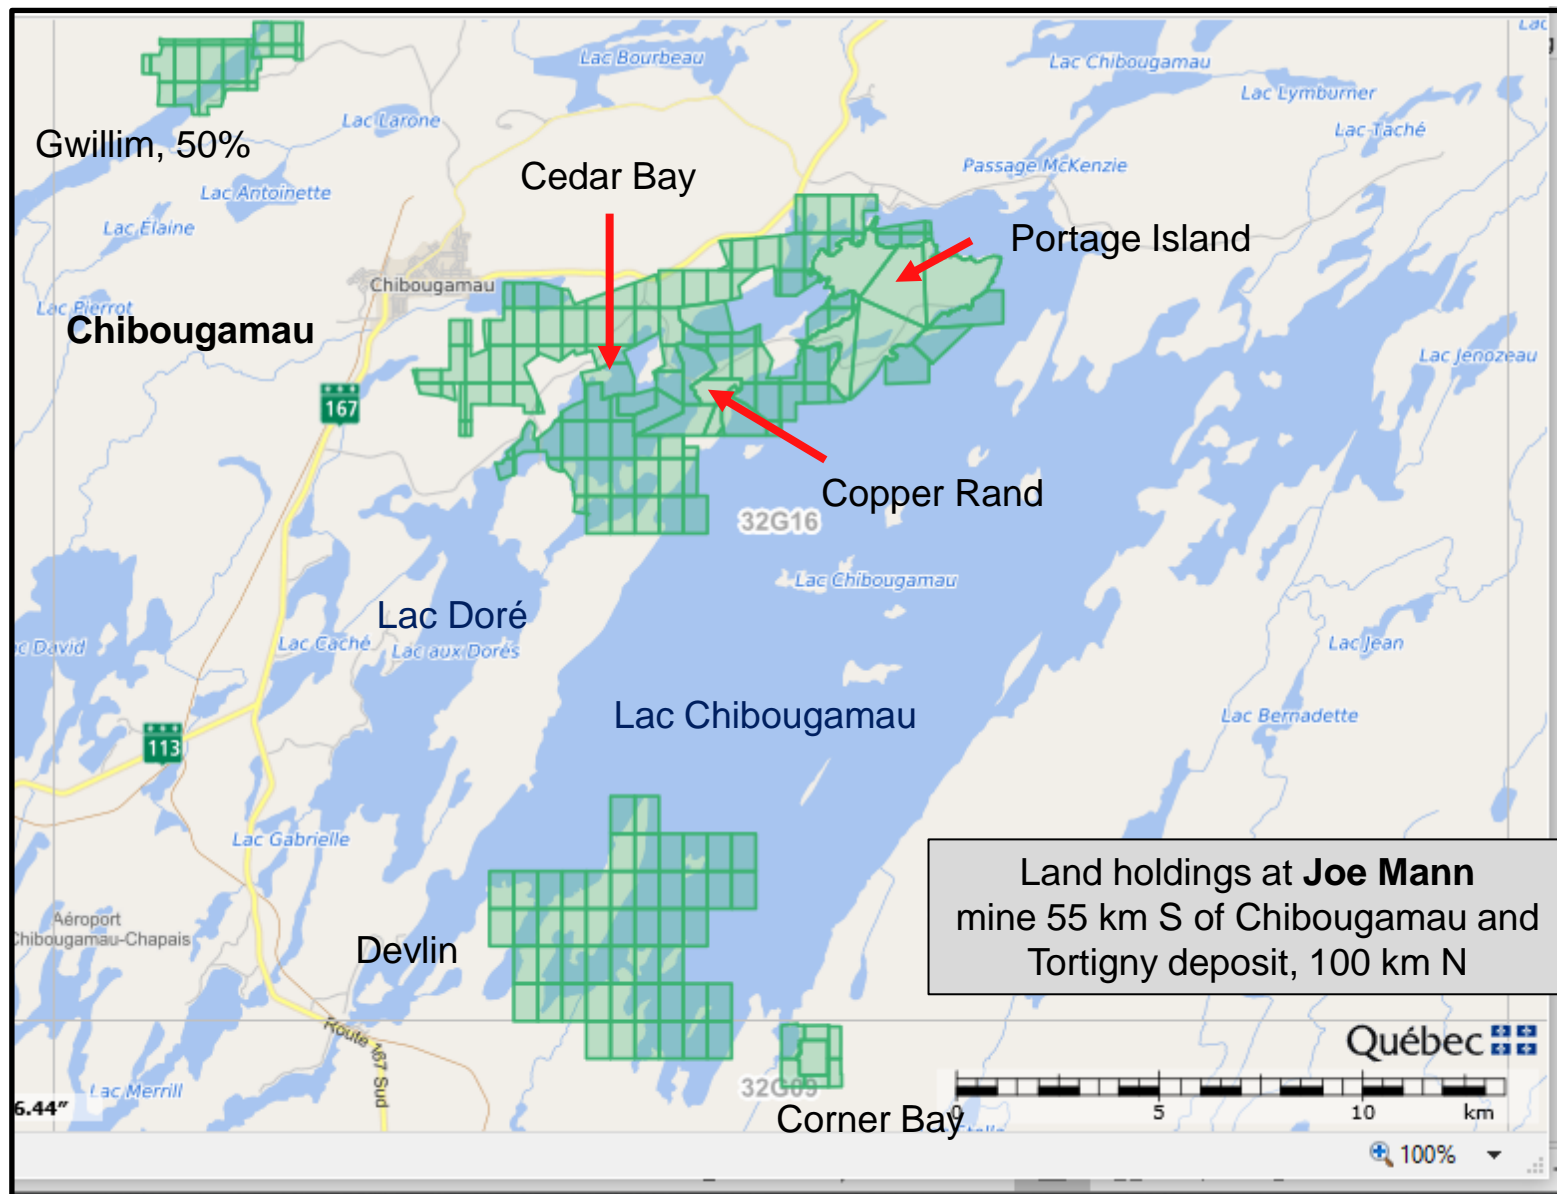 Lac Bourbeau
Lac Chibougamau
Lac Lymburner
Lac Larone
Lac Taché
Gwillim, 50%
Passage McKenzie
Cedar Bay
Lac Antoinette
Lac Élaine
Portage Island
Chibougamau
Lac Pierrot
Chibougamau
Lac Jenozeau
167
Copper Rand
32G16
Lac Chibougamau
Lac Doré
Lac Caché
Lac aux Dorés
c David
Lac Jean
Lac Chibougamau
Lac Bernadette
113
Lac Gabrielle
Land holdings at Joe Mann
mine 55 km S of Chibougamau and
Tortigny deposit, 100 km N
Aéroport
Chibougamau-Chapais
Devlin
Route 167 Sud
Québec
Lac Merrill
32G09
6.44"
0 5 10 km
Corner Bay
100%